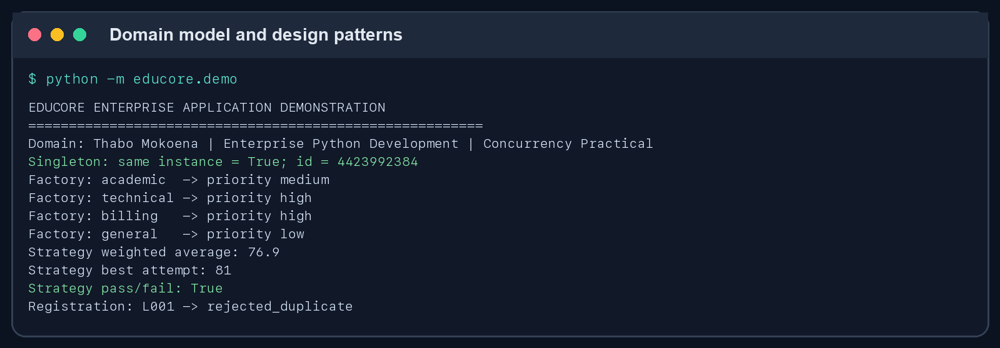 Domain model and design patterns
$ python -m educore.demo
EDUCORE ENTERPRISE APPLICATION DEMONSTRATION
========================================================
Domain: Thabo Mokoena | Enterprise Python Development | Concurrency Practical
Singleton: same instance = True; id = 4423992384
Factory: academic  -> priority medium
Factory: technical -> priority high
Factory: billing   -> priority high
Factory: general   -> priority low
Strategy weighted average: 76.9
Strategy best attempt: 81
Strategy pass/fail: True
Registration: L001 -> rejected_duplicate